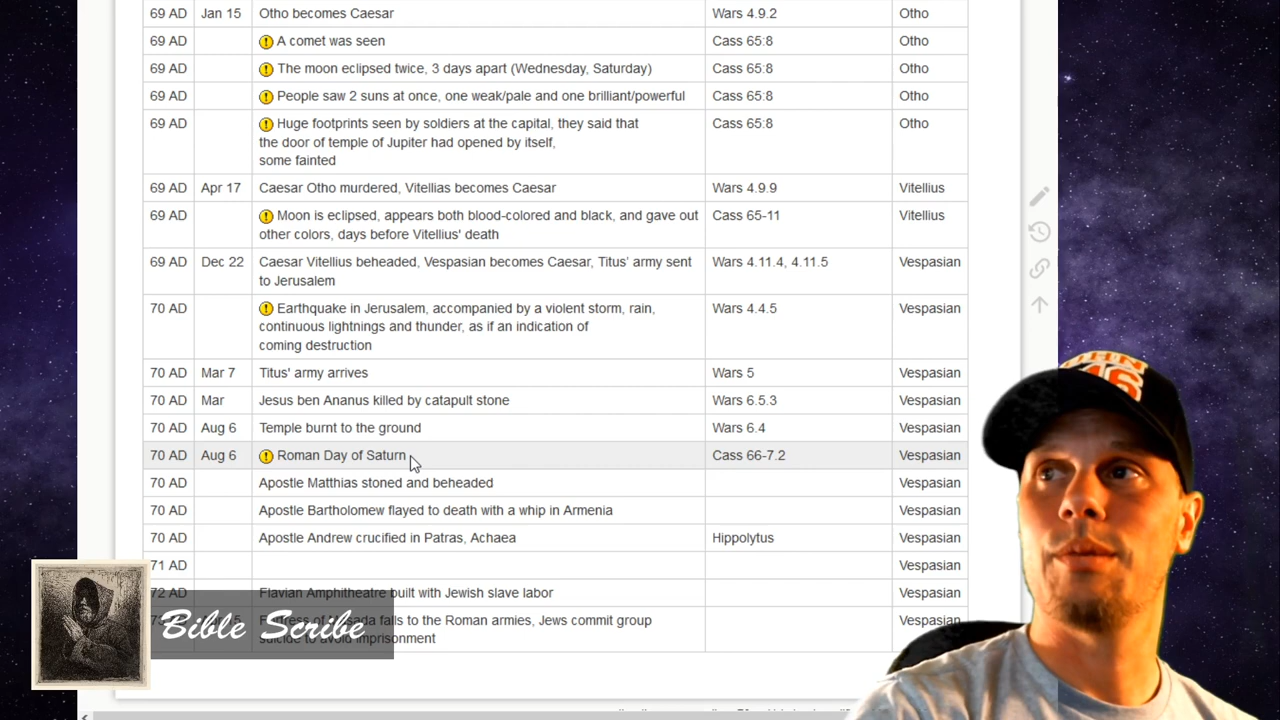 69 AD Jan 15 Otho becomes Caesar Wars 4.9.2 Otho
69 AD A comet was seen Cass 65:8 Otho
69 AD The moon eclipsed twice, 3 days apart (Wednesday, Saturday) Cass 65:8 Otho
69 AD People saw 2 suns at once, one weak/pale and one brilliant/powerful Cass 65:8 Otho
69 AD Huge footprints seen by soldiers at the capital, they said that Cass 65:8 Otho
the door of temple of Jupiter had opened by itself,
some fainted
69 AD Apr 17 Caesar Otho murdered, Vitellias becomes Caesar Wars 4.9.9 Vitellius
69 AD Moon is eclipsed, appears both blood-colored and black, and gave out Cass 65-11 Vitellius
other colors, days before Vitellius' death
69 AD Dec 22 Caesar Vitellius beheaded, Vespasian becomes Caesar, Titus' army sent Wars 4.11.4, 4.11.5 Vespasian
to Jerusalem
70 AD Earthquake in Jerusalem, accompanied by a violent storm, rain, Wars 4.4.5 Vespasian
continuous lightnings and thunder, as if an indication of
coming destruction
70 AD Mar 7 Titus' army arrives Wars 5 Vespasian
70 AD Mar Jesus ben Ananus killed by catapult stone Wars 6.5.3 Vespasian
70 AD Aug 6 Temple burnt to the ground Wars 6.4 Vespasian
70 AD Aug 6 Roman Day of Saturn Cass 66-7.2 Vespasian
70 AD Apostle Matthias stoned and beheaded Vespasian
70 AD Apostle Bartholomew flayed to death with a whip in Armenia Vespasian
70 AD Apostle Andrew crucified in Patras, Achaea Hippolytus Vespasian
71 AD Vespasian
72 AD Flavian Amphitheatre built with Jewish slave labor Vespasian
Fortress of Masada falls to the Roman armies, Jews commit group Vespasian
suicide to avoid imprisonment
Bible Scribe
JOHN